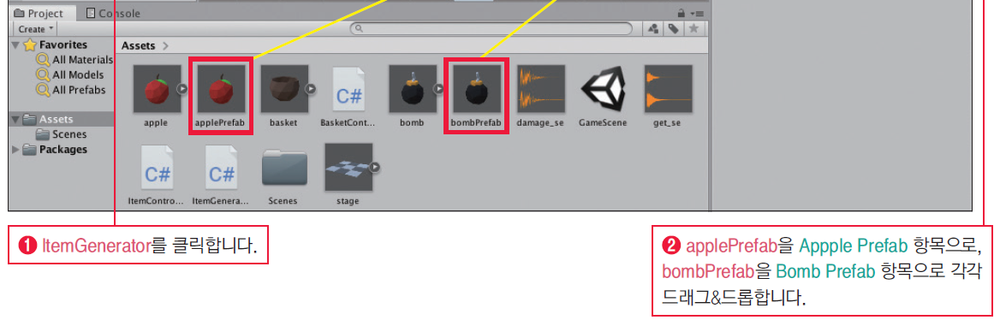 Project Console
Create
Favorites
All Materials
All Models
All Prefabs
Assets
Scenes
Packages
Assets >
apple applePrefab basket BasketCont... bomb bombPrefab damage_se GameScene get_se
C#
ItemContro... ItemGenera... Scenes stage
C# C#
❶ ItemGenerator를 클릭합니다.
❷ applePrefab을 Appple Prefab 항목으로,
bombPrefab을 Bomb Prefab 항목으로 각각
드래그&드롭합니다.